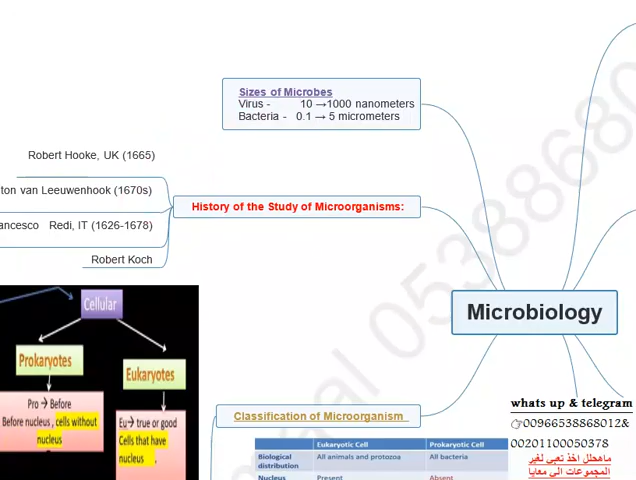 Sizes of Microbes
Virus - 10 →1000 nanometers
Bacteria - 0.1 → 5 micrometers
Robert Hooke, UK (1665)
ton van Leeuwenhook (1670s)
ancesco Redi, IT (1626-1678)
Robert Koch
History of the Study of Microorganisms:
Microbiology
Cellular
Prokaryotes
Eukaryotes
Pro → Before
Before nucleus , cells without
nucleus
Eu→ true or good
Cells that have
nucleus .
Classification of Microorganism
Eukaryotic Cell Prokaryotic Cell
Biological distribution All animals and protozoa All bacteria
Nucleus Present Absent
whats up & telegram
00966538868012&
00201100050378
ماهحلل اخذ تعبي لغير
المجموعات الي معايا